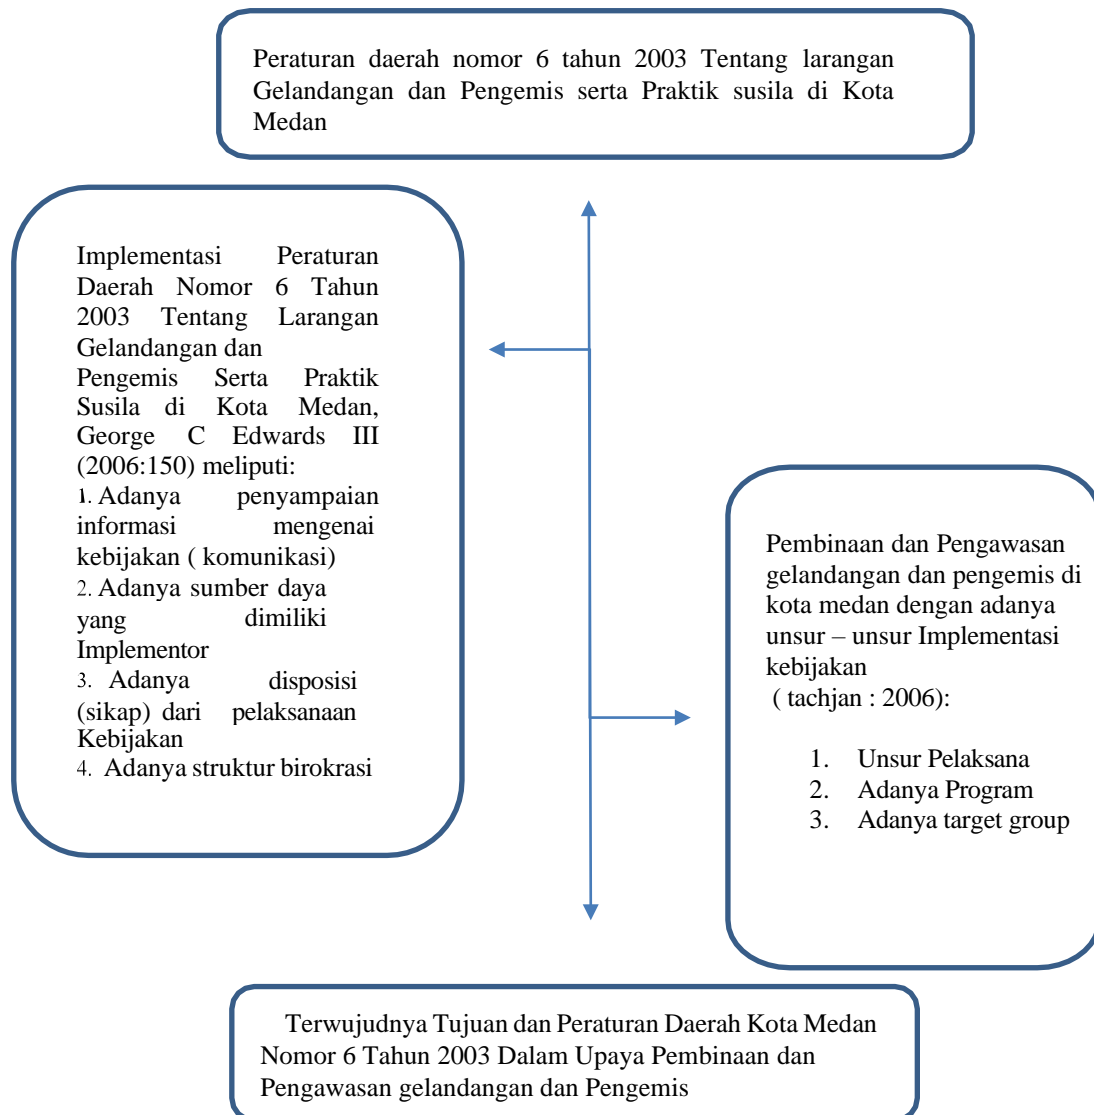 Peraturan daerah nomor 6 tahun 2003 Tentang larangan
Gelandangan dan Pengemis serta Praktik susila di Kota
Medan
Implementasi Peraturan
Daerah Nomor 6 Tahun
2003 Tentang Larangan
Gelandangan dan
Pengemis Serta Praktik
Susila di Kota Medan,
George C Edwards III
(2006:150) meliputi:
1. Adanya penyampaian
informasi mengenai
kebijakan ( komunikasi)
2. Adanya sumber daya
yang dimiliki
Implementor
3. Adanya disposisi
(sikap) dari pelaksanaan
Kebijakan
4. Adanya struktur birokrasi
Pembinaan dan Pengawasan
gelandangan dan pengemis di
kota medan dengan adanya
unsur – unsur Implementasi
kebijakan
( tachjan : 2006):
1. Unsur Pelaksana
2. Adanya Program
3. Adanya target group
Terwujudnya Tujuan dan Peraturan Daerah Kota Medan
Nomor 6 Tahun 2003 Dalam Upaya Pembinaan dan
Pengawasan gelandangan dan Pengemis